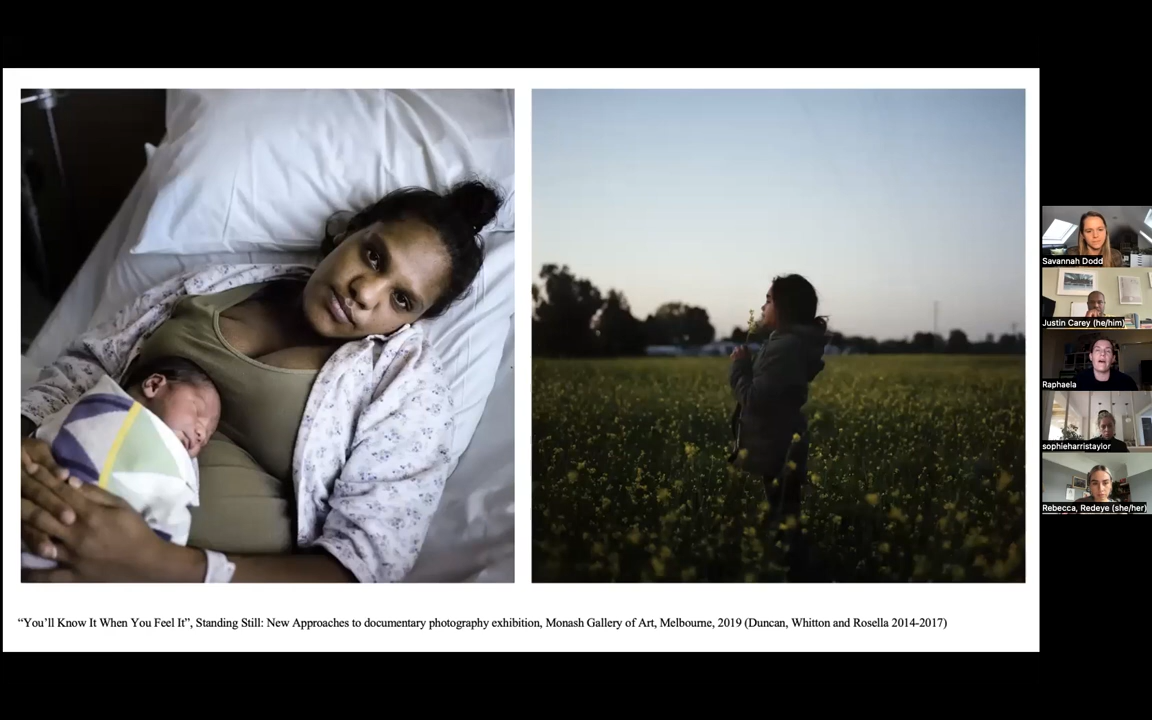 “You’ll Know It When You Feel It”, Standing Still: New Approaches to documentary photography exhibition, Monash Gallery of Art, Melbourne, 2019 (Duncan, Whitton and Rosella 2014-2017)
Savannah Dodd
Justin Carey (he/him)
Raphaela
sophieharristaylor
Rebecca, Redeye (she/her)